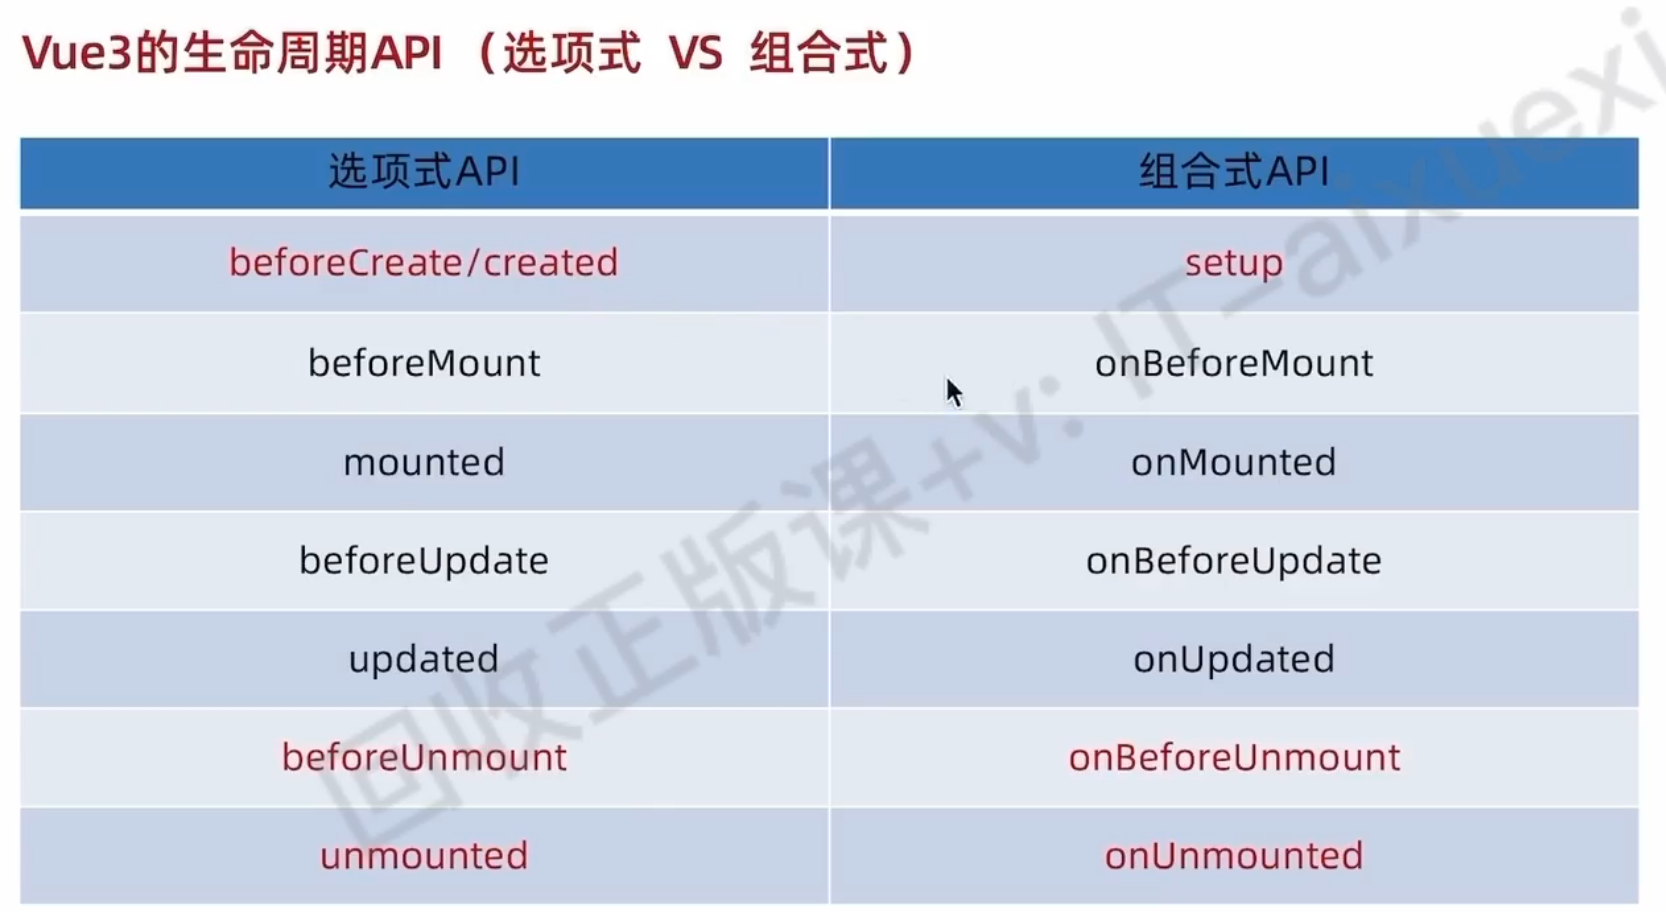 Vue3的生命周期API （选项式 VS 组合式）
选项式API 组合式API
beforeCreate/created setup
beforeMount onBeforeMount
mounted onMounted
beforeUpdate onBeforeUpdate
updated onUpdated
beforeUnmount onBeforeUnmount
unmounted onUnmounted
回收正版课+v: IT-aixuexi